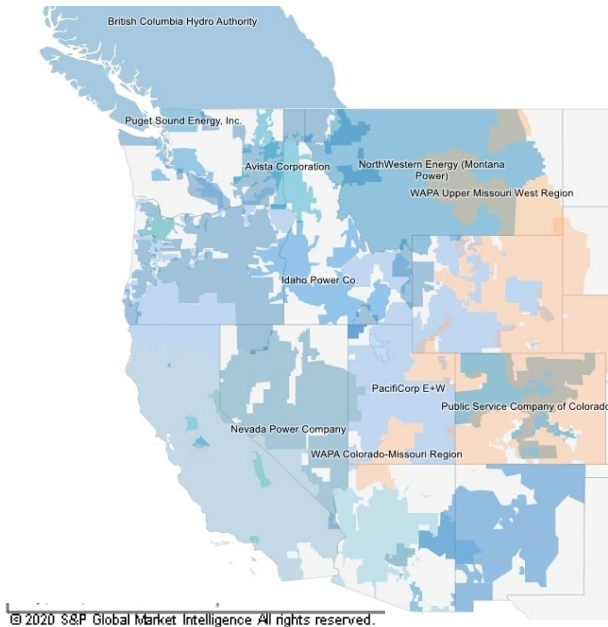 British Columbia Hydro Authority
Puget Sound Energy, Inc.
Avista Corporation
NorthWestern Energy (Montana
Power)
WAPA Upper Missouri West Region
Idaho Power Co.
PacifiCorp E+W
Public Service Company of Colorado
Nevada Power Company
WAPA Colorado-Missouri Region
© 2020 S&P Global Market Intelligence All rights reserved.